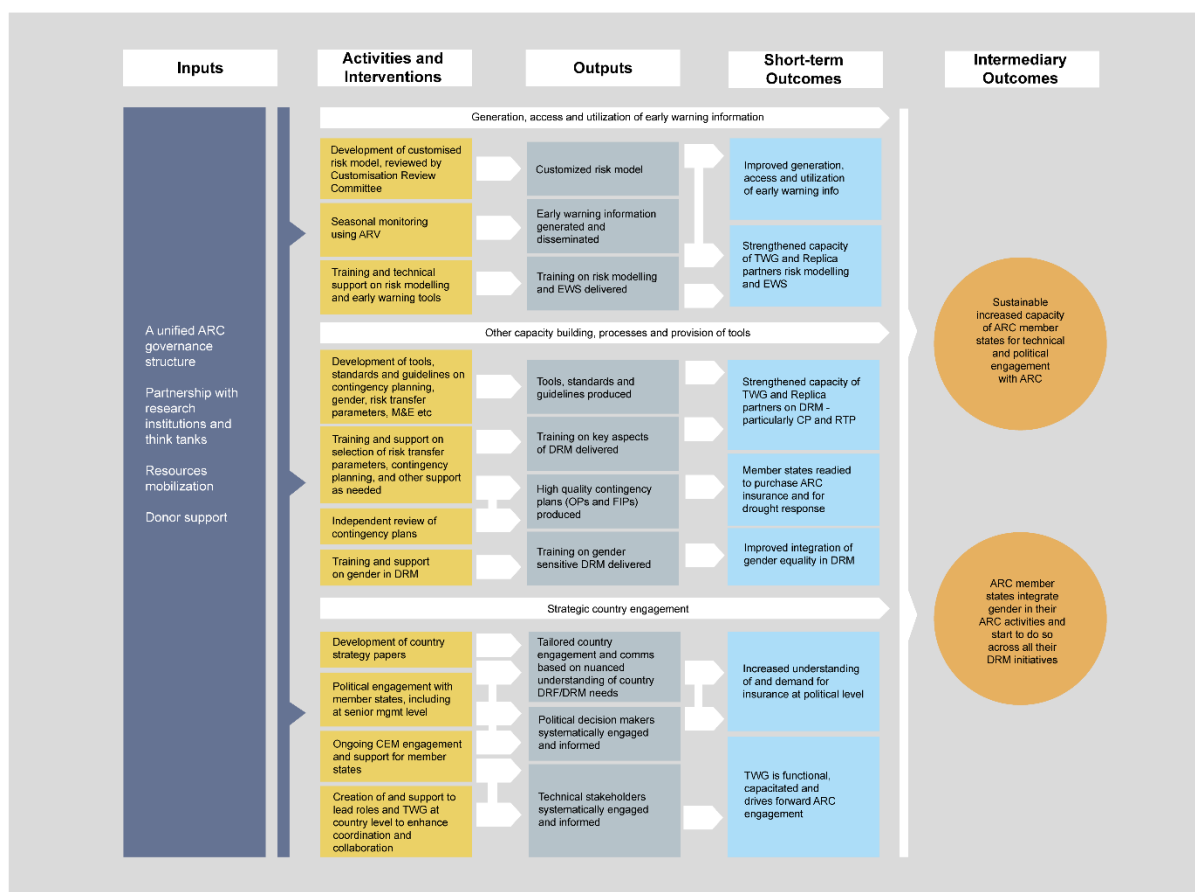 Inputs
Activities and
Interventions
Outputs
Short-term
Outcomes
Intermediary
Outcomes
A unified ARC
governance
structure
Partnership with
research
institutions and
think tanks
Resources
mobilization
Donor support
Generation, access and utilization of early warning information
Development of customised
risk model, reviewed by
Customisation Review
Committee
Seasonal monitoring
using ARV
Training and technical
support on risk modelling
and early warning tools
Customized risk model
Early warning information
generated and
disseminated
Training on risk modelling
and EWS delivered
Improved generation,
access and utilization
of early warning info
Strengthened capacity
of TWG and Replica
partners risk modelling
and EWS
Other capacity building, processes and provision of tools
Development of tools,
standards and guidelines on
contingency planning,
gender, risk transfer
parameters, M&E etc
Training and support on
selection of risk transfer
parameters, contingency
planning, and other support
as needed
Independent review of
contingency plans
Training and support
on gender in DRM
Tools, standards and
guidelines produced
Training on key aspects
of DRM delivered
High quality contingency
plans (OPs and FIPs)
produced
Training on gender
sensitive DRM delivered
Strengthened capacity of
TWG and Replica
partners on DRM -
particularly CP and RTP
Member states readied
to purchase ARC
insurance and for
drought response
Improved integration of
gender equality in DRM
Strategic country engagement
Development of country
strategy papers
Political engagement with
member states, including
at senior mgmt level
Ongoing CEM engagement
and support for member
states
Creation of and support to
lead roles and TWG at
country level to enhance
coordination and
collaboration
Tailored country
engagement and comms
based on nuanced
understanding of country
DRF/DRM needs
Political decision makers
systematically engaged
and informed
Technical stakeholders
systematically engaged
and informed
Increased understanding
of and demand for
insurance at political level
TWG is functional,
capacitated and
drives forward ARC
engagement
Sustainable
increased capacity
of ARC member
states for technical
and political
engagement
with ARC
ARC member
states integrate
gender in their
ARC activities and
start to do so
across all their
DRM initiatives